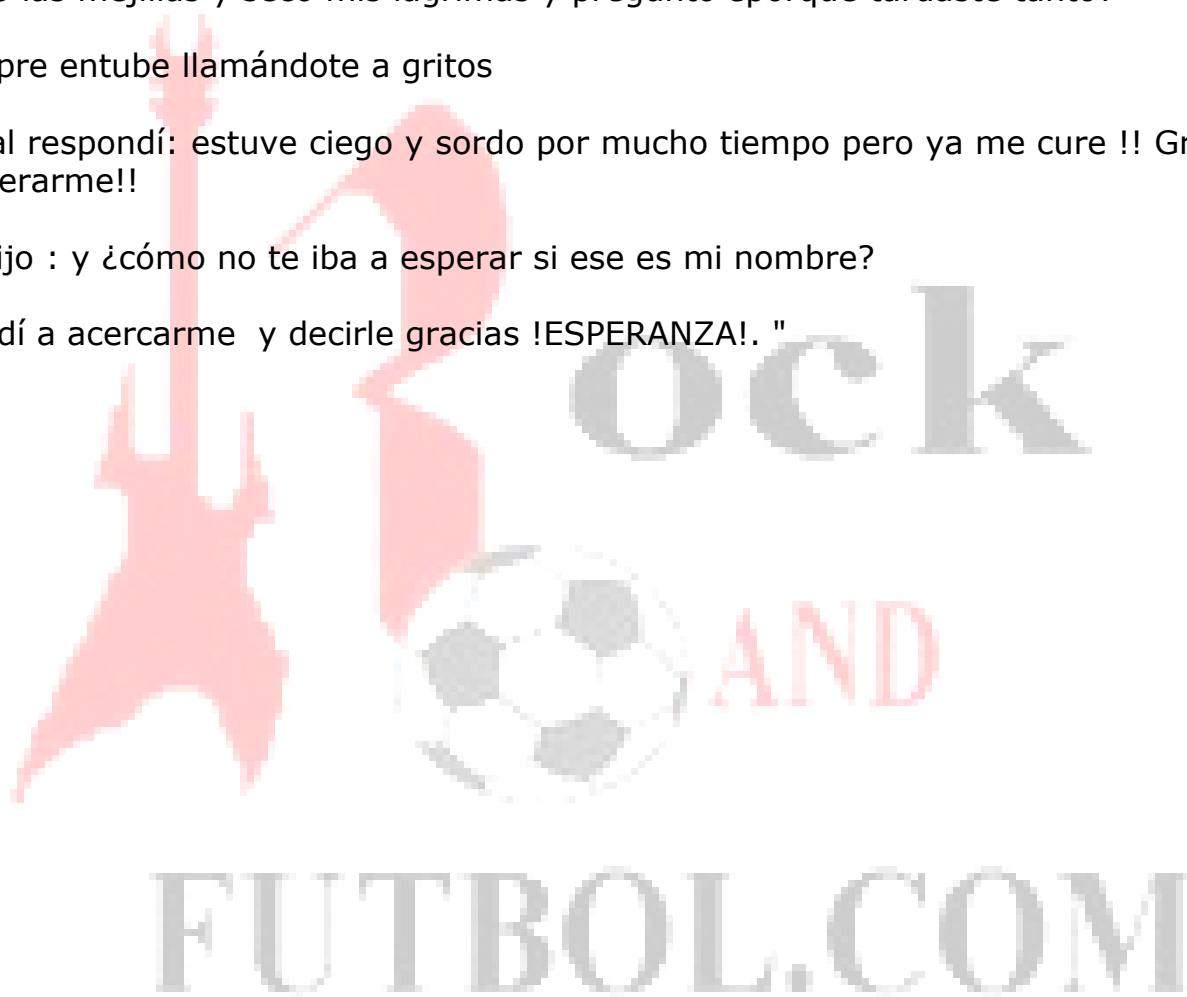 las mejillas y secó mis lágrimas y preguntó ¿porque tardaste tanto?
pre entube llamándote a gritos
al respondí: estuve ciego y sordo por mucho tiempo pero ya me cure !! Gr
erarme!!
ijo : y ¿cómo no te iba a esperar si ese es mi nombre?
dí a acercarme y decirle gracias !ESPERANZA!. "
Rock
AND
FUTBOL.COM